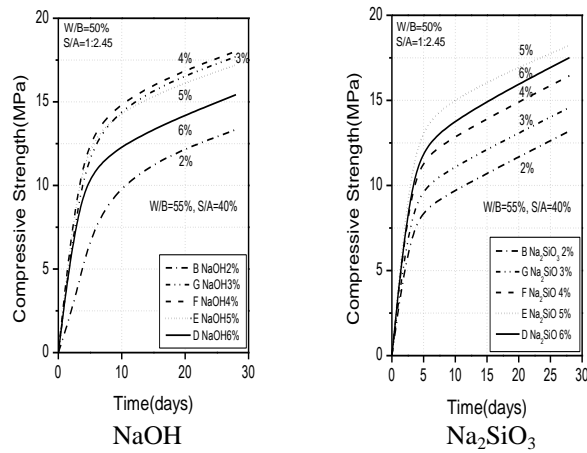 W/B=50%
S/A=1:2.45
4%
3%
5%
6%
2%
W/B=55%, S/A=40%
B NaOH2%
G NaOH3%
F NaOH4%
E NaOH5%
D NaOH6%
Compressive Strength(MPa)
20
15
10
5
0
0
10
20
30
Time(days)
NaOH
W/B=50%
S/A=1:2.45
5%
6%
4%
3%
2%
W/B=55%, S/A=40%
B Na₂SiO₃ 2%
G Na₂SiO 3%
F Na₂SiO 4%
E Na₂SiO 5%
D Na₂SiO 6%
Compressive Strength(MPa)
20
15
10
5
0
0
5
10
15
20
25
30
Time(days)
Na₂SiO₃